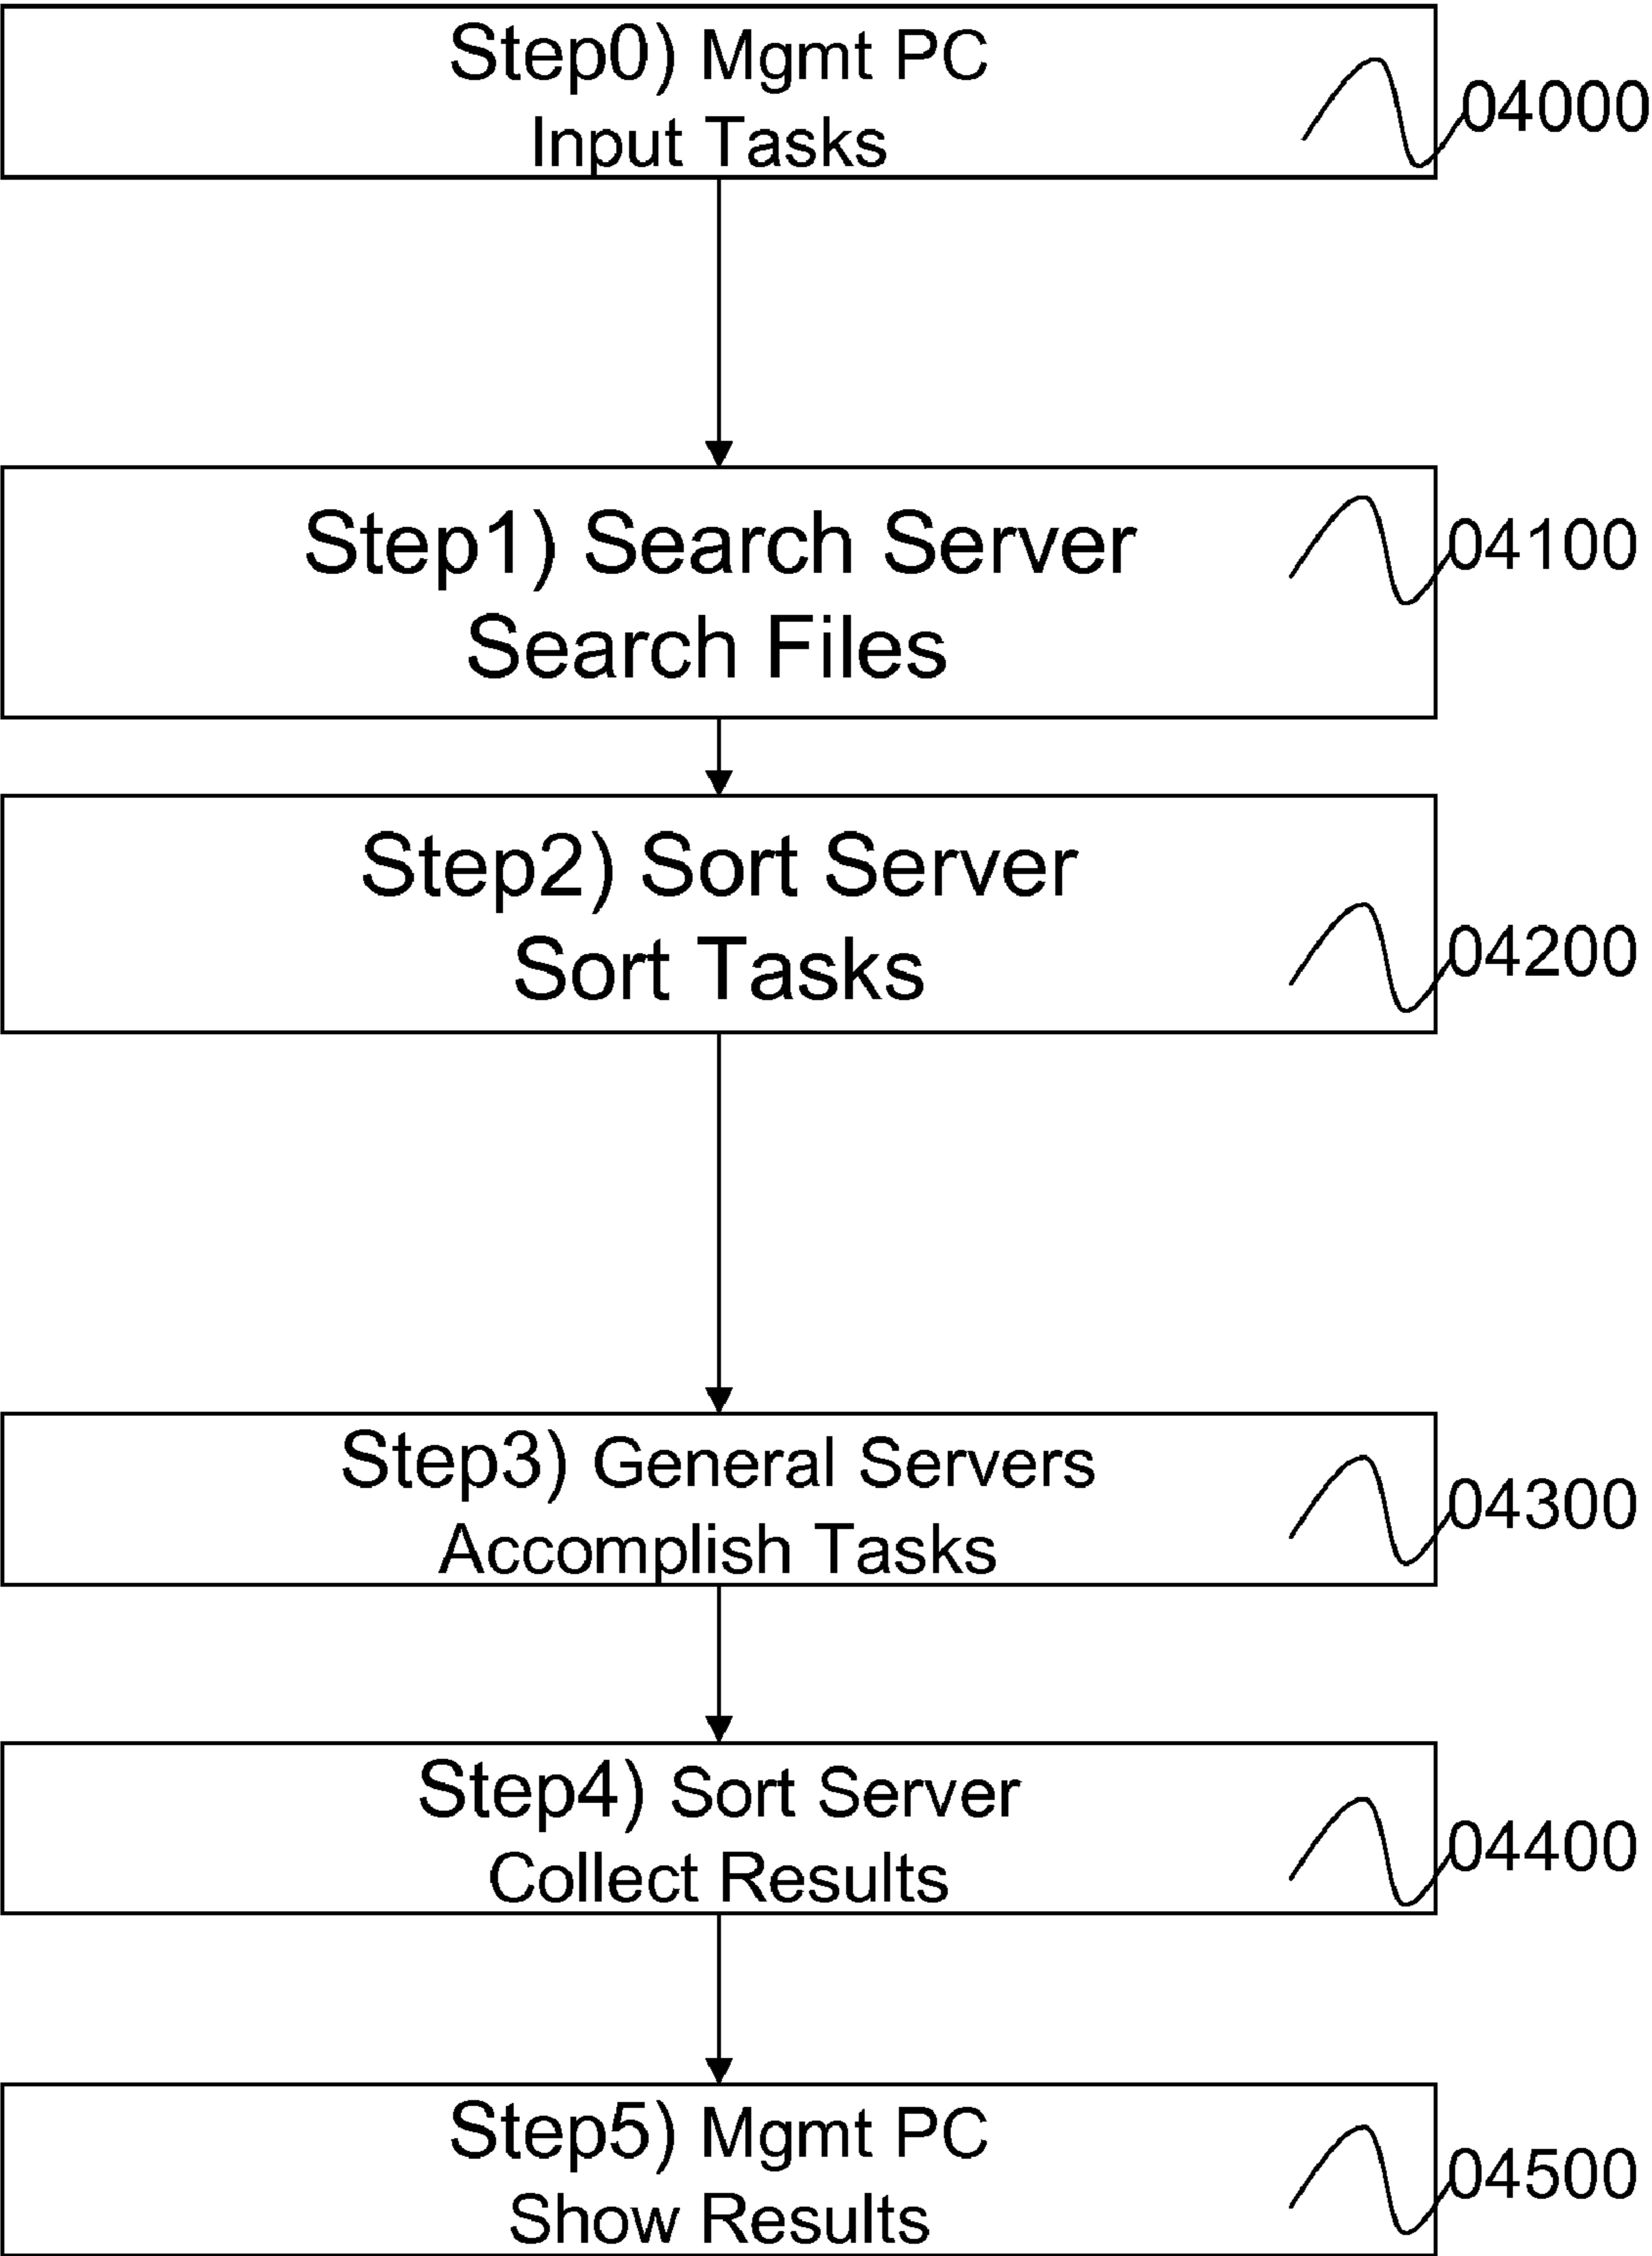 Step0) Mgmt PC
Input Tasks
04000
Step1) Search Server
Search Files
04100
Step2) Sort Server
Sort Tasks
04200
Step3) General Servers
Accomplish Tasks
04300
Step4) Sort Server
Collect Results
04400
Step5) Mgmt PC
Show Results
04500